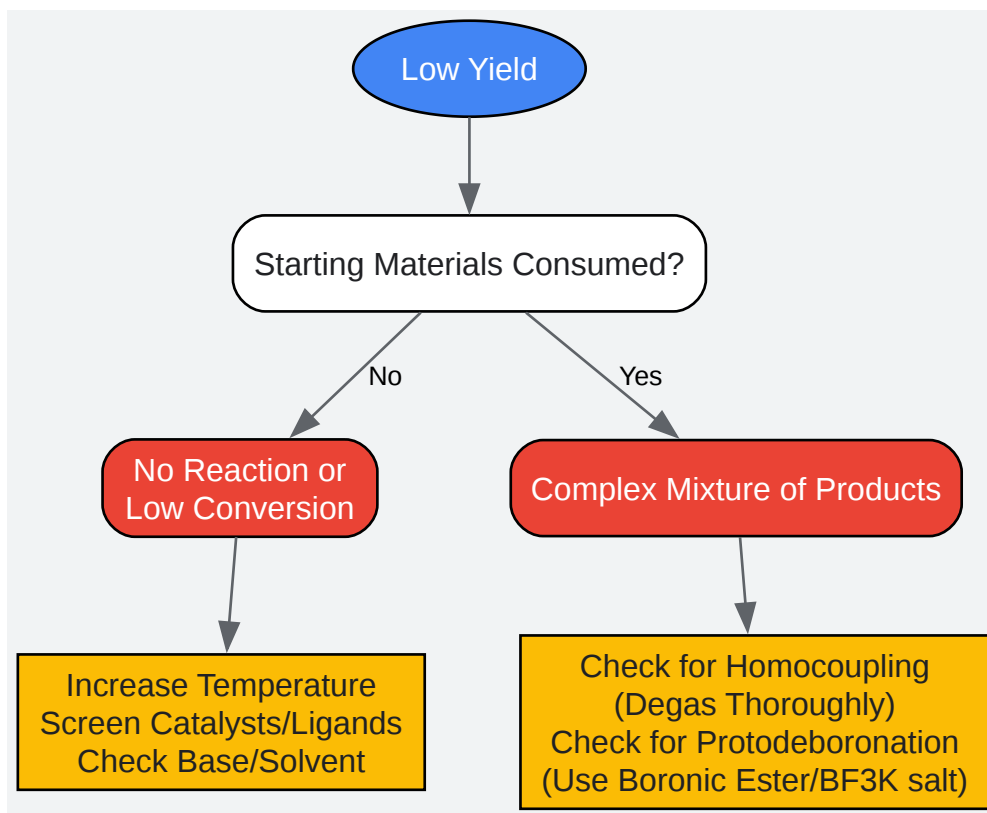 Low Yield
Starting Materials Consumed?
No
Yes
No Reaction or
Low Conversion
Complex Mixture of Products
Increase Temperature
Screen Catalysts/Ligands
Check Base/Solvent
Check for Homocoupling
(Degas Thoroughly)
Check for Protodeboronation
(Use Boronic Ester/BF3K salt)